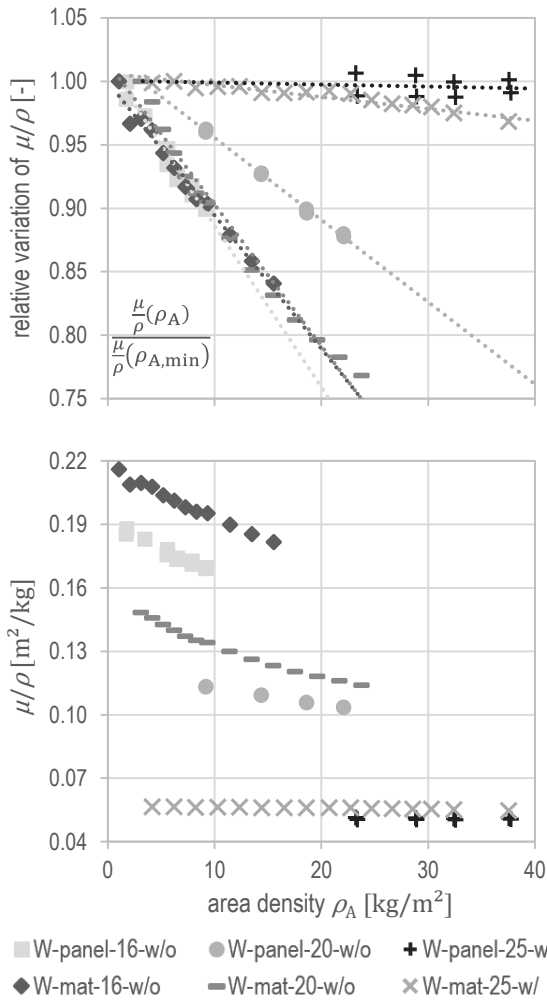 1.05
1.00
0.95
0.90
0.85
0.80
0.75
relative variation of μ/ρ [-]
μ/ρ(ρA)
μ/ρ(ρA,min)
0.22
0.19
0.16
0.13
0.10
0.07
0.04
μ/ρ [m²/kg]
0 10 20 30 40
area density ρA [kg/m²]
W-panel-16-w/o W-panel-20-w/o W-panel-25-w
W-mat-16-w/o W-mat-20-w/o W-mat-25-w/